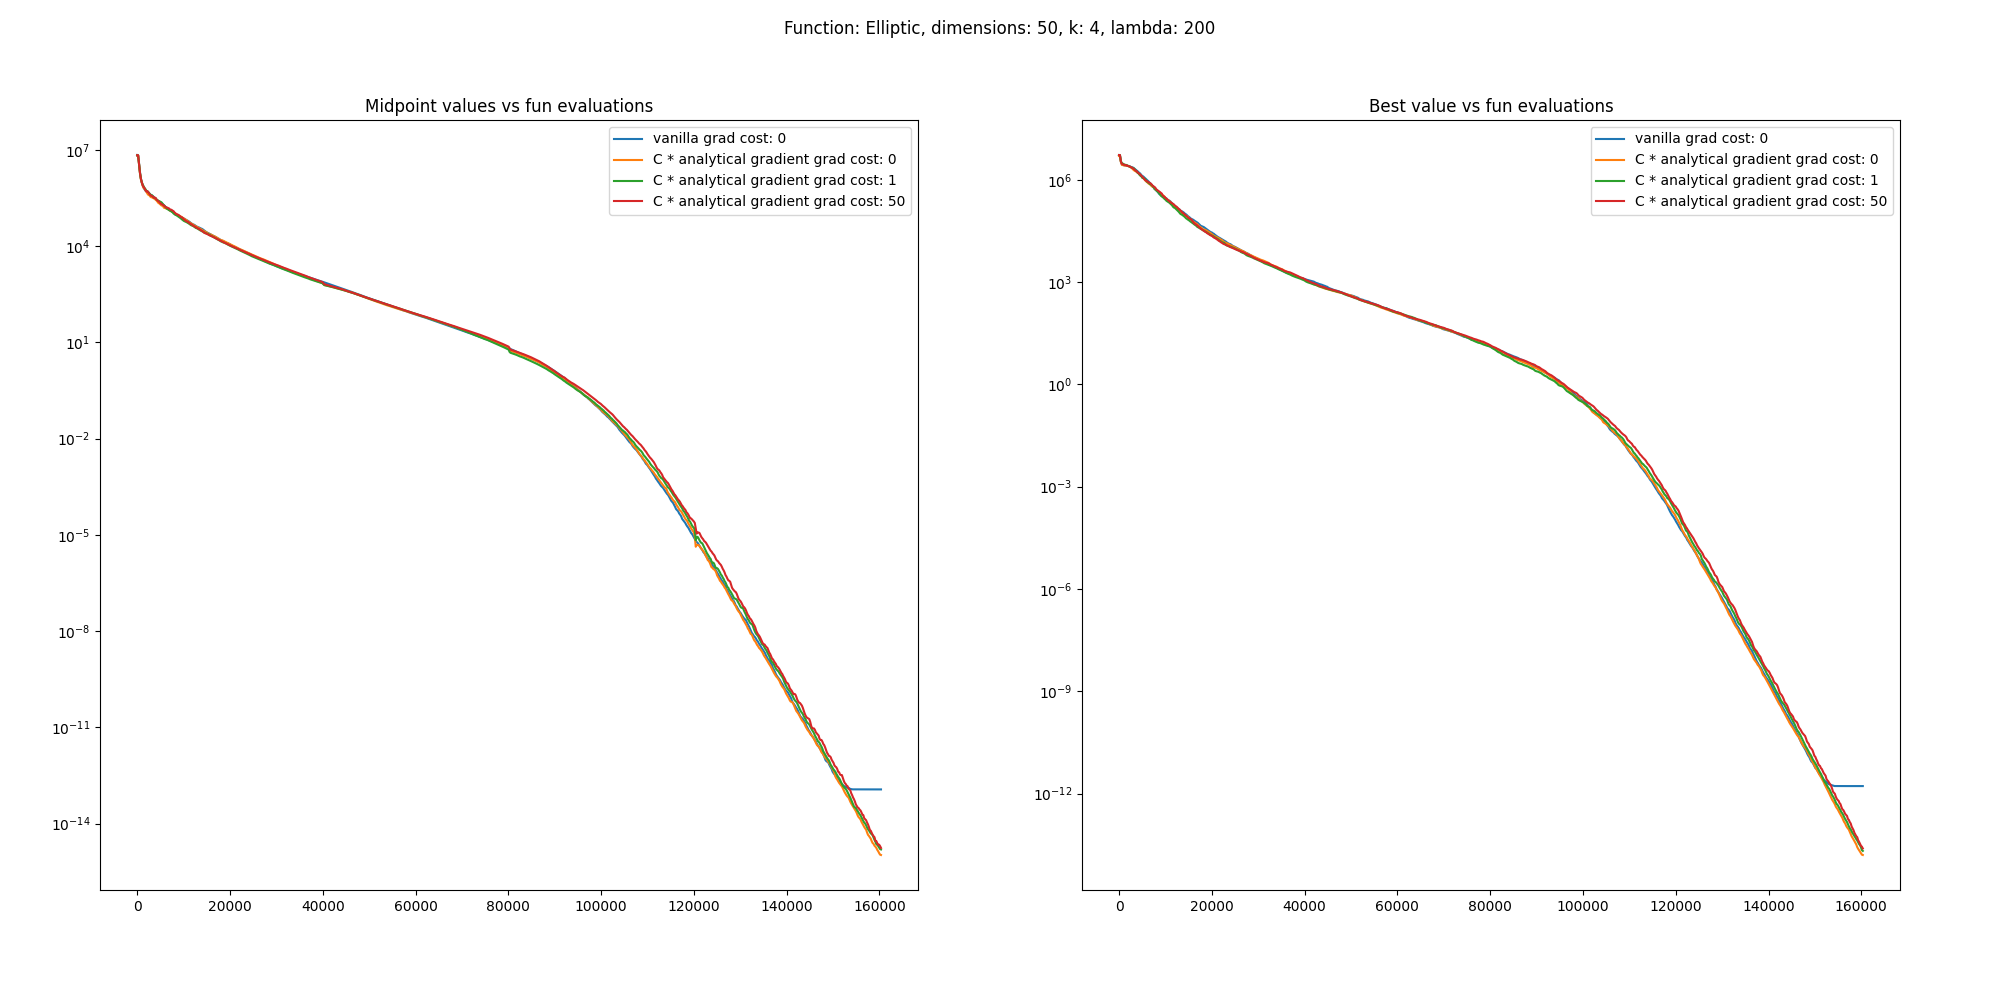 Function: Elliptic, dimensions: 50, k: 4, lambda: 200
Midpoint values vs fun evaluations
vanilla grad cost: 0
C * analytical gradient grad cost: 0
C * analytical gradient grad cost: 1
C * analytical gradient grad cost: 50
10^7
10^4
10^1
10^-2
10^-5
10^-8
10^-11
10^-14
0 20000 40000 60000 80000 100000 120000 140000 160000
Best value vs fun evaluations
vanilla grad cost: 0
C * analytical gradient grad cost: 0
C * analytical gradient grad cost: 1
C * analytical gradient grad cost: 50
10^6
10^3
10^0
10^-3
10^-6
10^-9
10^-12
0 20000 40000 60000 80000 100000 120000 140000 160000